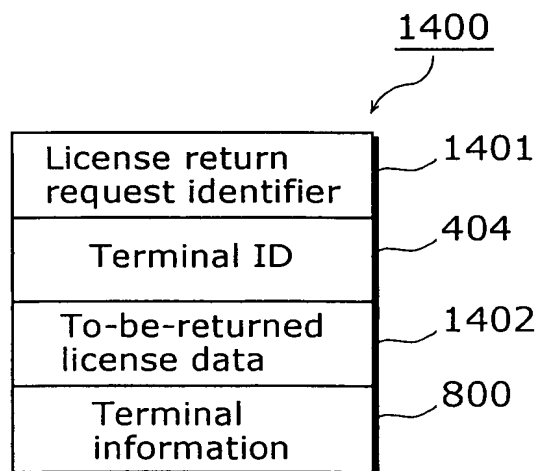 1400
License return
request identifier
1401
Terminal ID
404
To-be-returned
license data
1402
Terminal
information
800